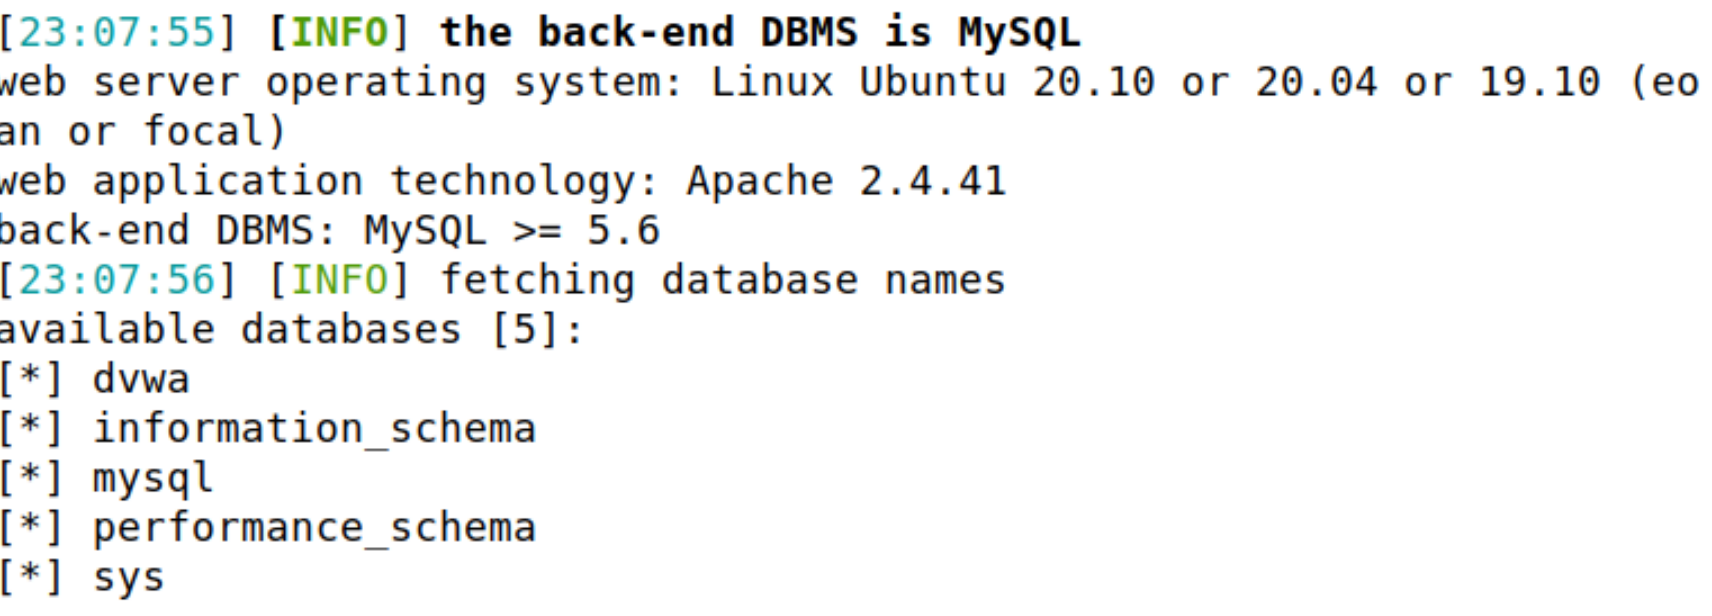 [23:07:55] [INFO] the back-end DBMS is MySQL
web server operating system: Linux Ubuntu 20.10 or 20.04 or 19.10 (eo
an or focal)
web application technology: Apache 2.4.41
back-end DBMS: MySQL >= 5.6
[23:07:56] [INFO] fetching database names
available databases [5]:
[*] dvwa
[*] information_schema
[*] mysql
[*] performance_schema
[*] sys